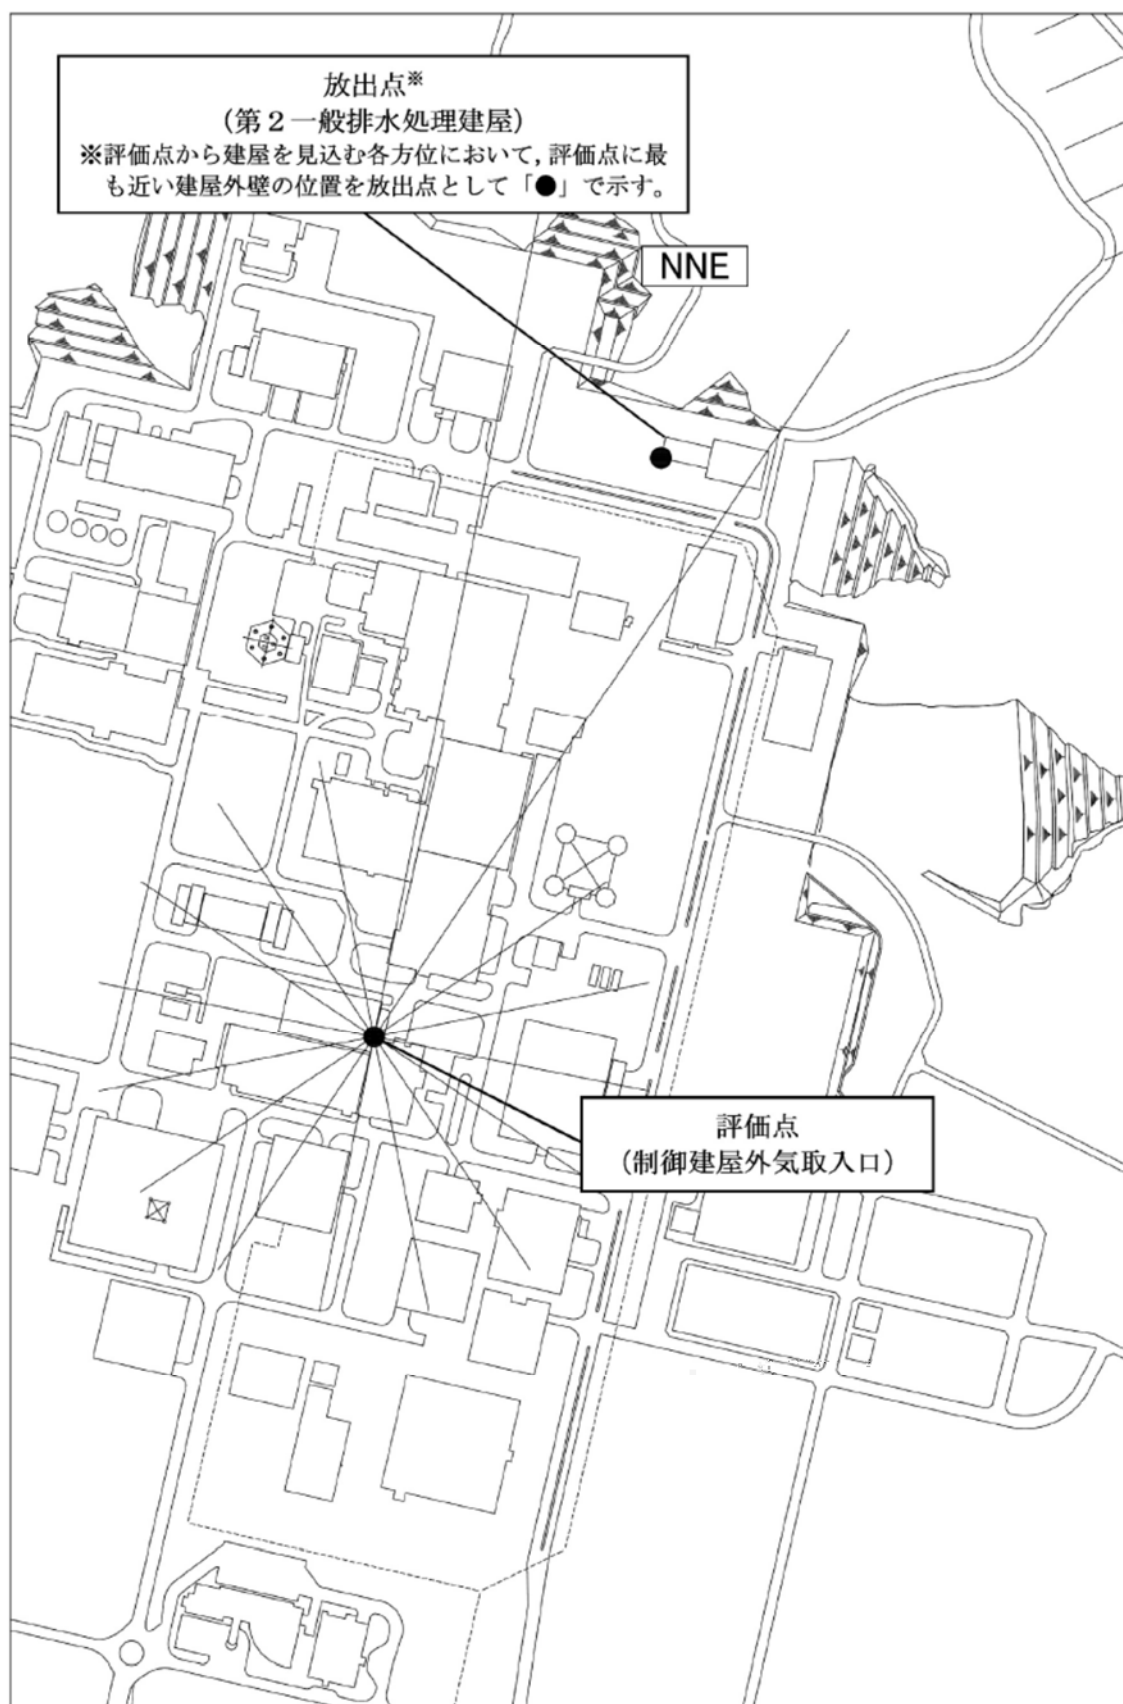 放出点※
（第２一般排水処理建屋）
※評価点から建屋を見込む各方位において，評価点に最
も近い建屋外壁の位置を放出点として「●」で示す。
NNE
評価点
（制御建屋外気取入口）